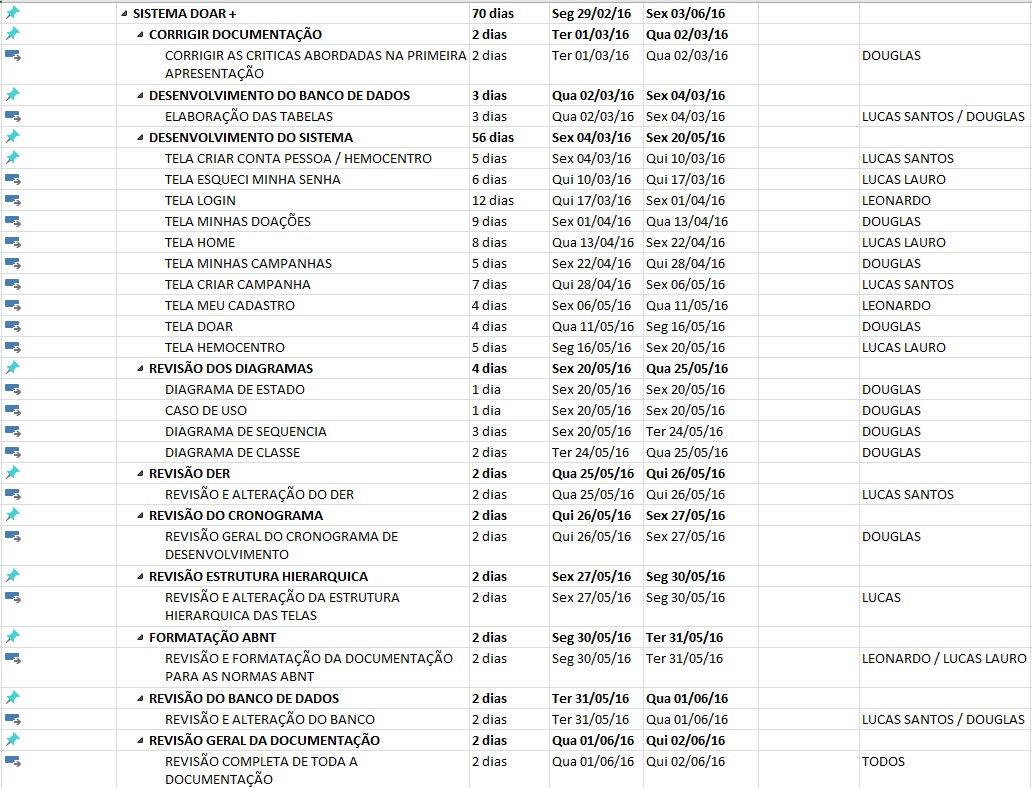 SISTEMA DOAR + 70 dias Seg 29/02/16 Sex 03/06/16
CORRIGIR DOCUMENTAÇÃO 2 dias Ter 01/03/16 Qua 02/03/16
CORRIGIR AS CRITICAS ABORDADAS NA PRIMEIRA 2 dias Ter 01/03/16 Qua 02/03/16 DOUGLAS
APRESENTAÇÃO
DESENVOLVIMENTO DO BANCO DE DADOS 3 dias Qua 02/03/16 Sex 04/03/16
ELABORAÇÃO DAS TABELAS 3 dias Qua 02/03/16 Sex 04/03/16 LUCAS SANTOS / DOUGLAS
DESENVOLVIMENTO DO SISTEMA 56 dias Sex 04/03/16 Sex 20/05/16
TELA CRIAR CONTA PESSOA / HEMOCENTRO 5 dias Sex 04/03/16 Qui 10/03/16 LUCAS SANTOS
TELA ESQUECI MINHA SENHA 6 dias Qui 10/03/16 Qui 17/03/16 LUCAS LAURO
TELA LOGIN 12 dias Qui 17/03/16 Sex 01/04/16 LEONARDO
TELA MINHAS DOAÇÕES 9 dias Sex 01/04/16 Qua 13/04/16 DOUGLAS
TELA HOME 8 dias Qua 13/04/16 Sex 22/04/16 LUCAS LAURO
TELA MINHAS CAMPANHAS 5 dias Sex 22/04/16 Qui 28/04/16 DOUGLAS
TELA CRIAR CAMPANHA 7 dias Qui 28/04/16 Sex 06/05/16 LUCAS SANTOS
TELA MEU CADASTRO 4 dias Sex 06/05/16 Qua 11/05/16 LEONARDO
TELA DOAR 4 dias Qua 11/05/16 Seg 16/05/16 DOUGLAS
TELA HEMOCENTRO 5 dias Seg 16/05/16 Sex 20/05/16 LUCAS LAURO
REVISÃO DOS DIAGRAMAS 4 dias Sex 20/05/16 Qua 25/05/16
DIAGRAMA DE ESTADO 1 dia Sex 20/05/16 Sex 20/05/16 DOUGLAS
CASO DE USO 1 dia Sex 20/05/16 Sex 20/05/16 DOUGLAS
DIAGRAMA DE SEQUENCIA 3 dias Sex 20/05/16 Ter 24/05/16 DOUGLAS
DIAGRAMA DE CLASSE 2 dias Ter 24/05/16 Qua 25/05/16 DOUGLAS
REVISÃO DER 2 dias Qua 25/05/16 Qui 26/05/16
REVISÃO E ALTERAÇÃO DO DER 2 dias Qua 25/05/16 Qui 26/05/16 LUCAS SANTOS
REVISÃO DO CRONOGRAMA 2 dias Qui 26/05/16 Sex 27/05/16
REVISÃO GERAL DO CRONOGRAMA DE 2 dias Qui 26/05/16 Sex 27/05/16 DOUGLAS
DESENVOLVIMENTO
REVISÃO ESTRUTURA HIERARQUICA 2 dias Sex 27/05/16 Seg 30/05/16
REVISÃO E ALTERAÇÃO DA ESTRUTURA 2 dias Sex 27/05/16 Seg 30/05/16 LUCAS
HIERARQUICA DAS TELAS
FORMATAÇÃO ABNT 2 dias Seg 30/05/16 Ter 31/05/16
REVISÃO E FORMATAÇÃO DA DOCUMENTAÇÃO 2 dias Seg 30/05/16 Ter 31/05/16 LEONARDO / LUCAS LAURO
PARA AS NORMAS ABNT
REVISÃO DO BANCO DE DADOS 2 dias Ter 31/05/16 Qua 01/06/16
REVISÃO E ALTERAÇÃO DO BANCO 2 dias Ter 31/05/16 Qua 01/06/16 LUCAS SANTOS / DOUGLAS
REVISÃO GERAL DA DOCUMENTAÇÃO 2 dias Qua 01/06/16 Qui 02/06/16
REVISÃO COMPLETA DE TODA A 2 dias Qua 01/06/16 Qui 02/06/16 TODOS
DOCUMENTAÇÃO